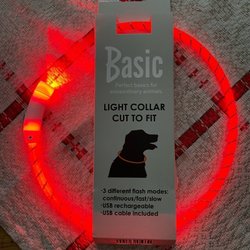 Basic
Perfect basics for
extraordinary animals.
LIGHT COLLAR
CUT TO FIT
•3 different flash modes:
continuous/fast/slow
•USB rechargeable
•USB cable included